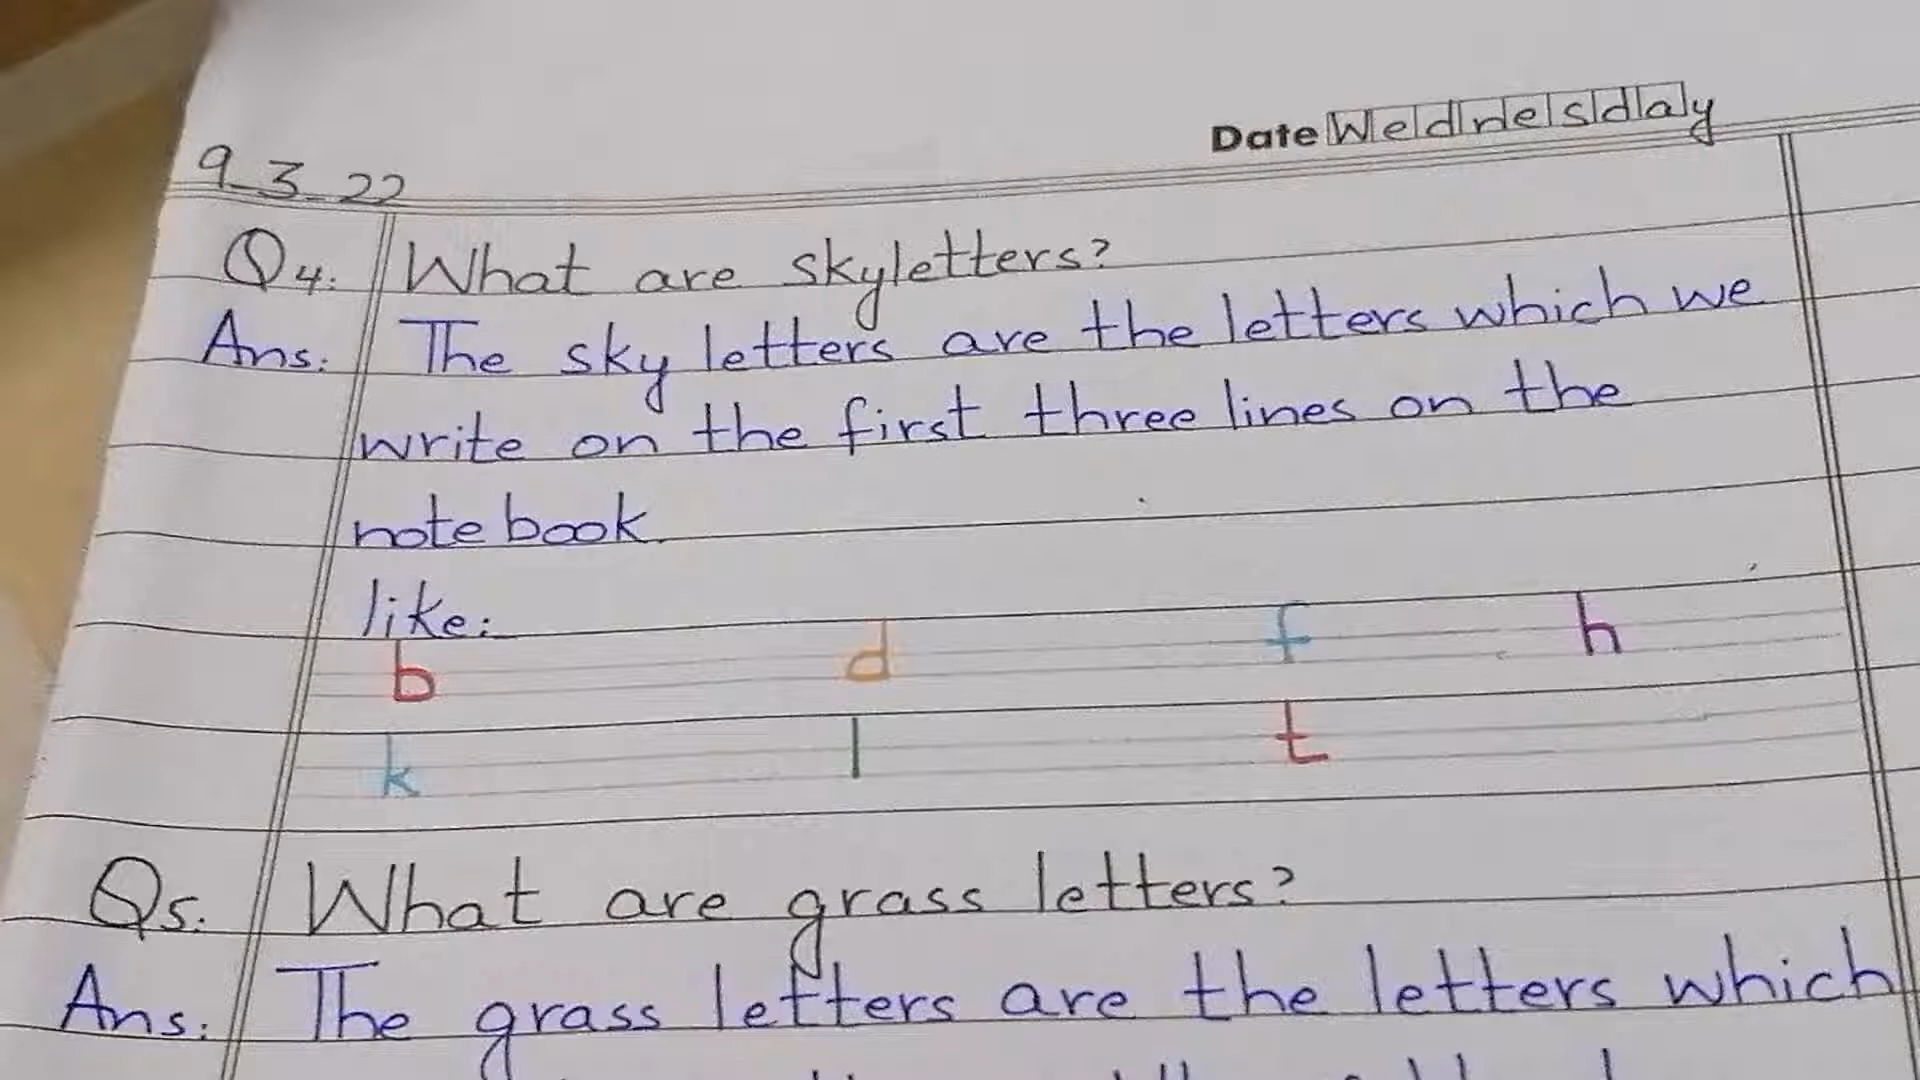 Date Wednesday
9-3-22
Q4. What are skyletters?
Ans. The sky letters are the letters which we
write on the first three lines on the
note book.
like:
b d f h
k l t
Q5. What are grass letters?
Ans. The grass letters are the letters which